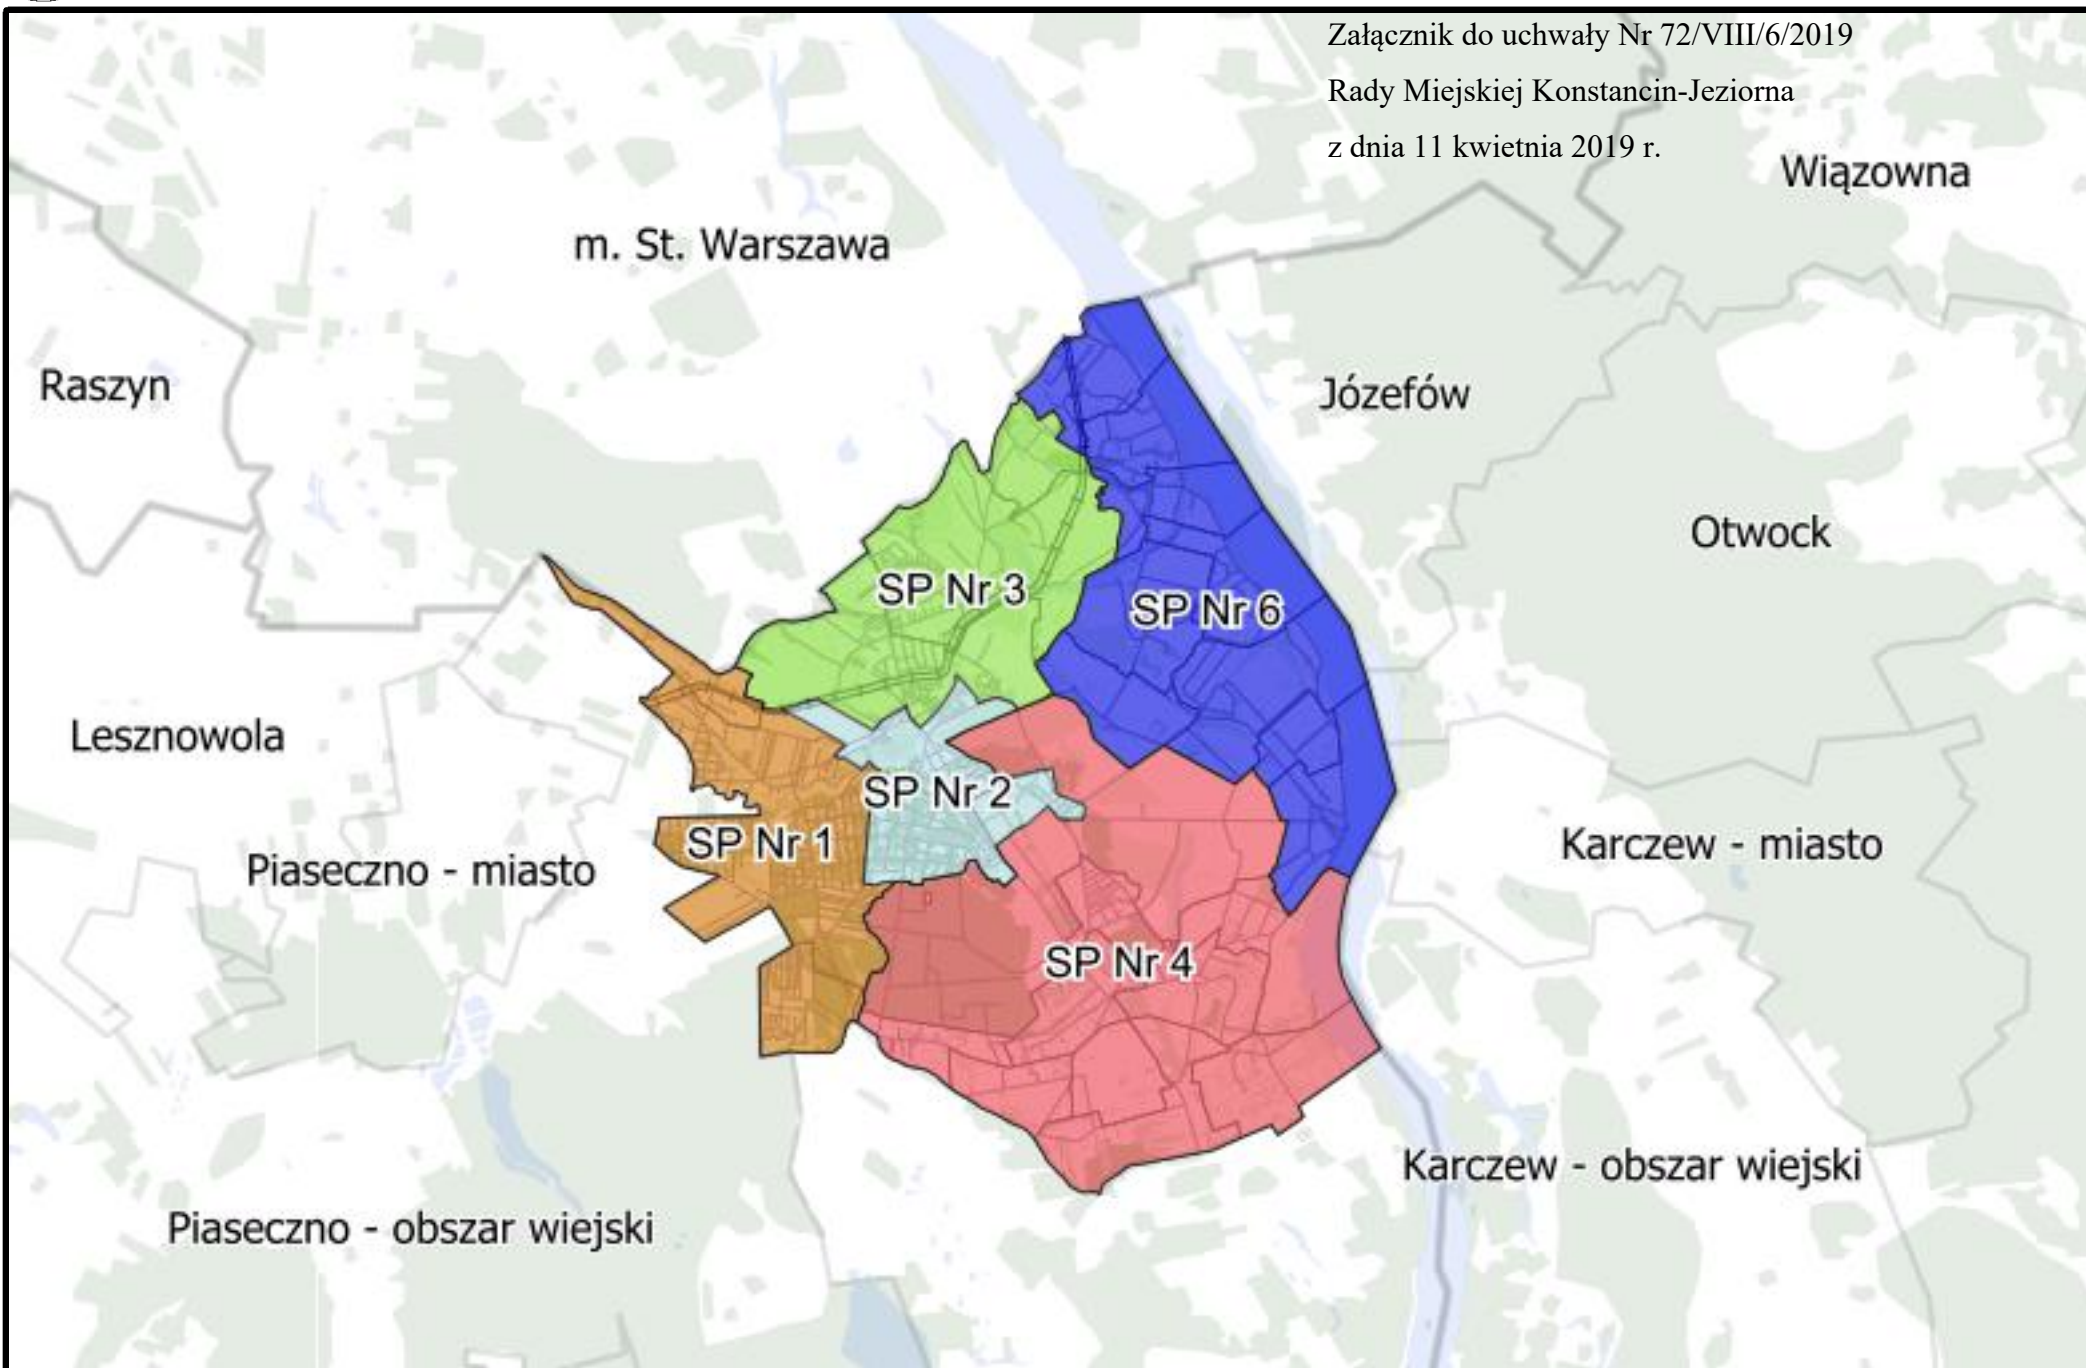 Załącznik do uchwały Nr 72/VIII/6/2019
Rady Miejskiej Konstancin-Jeziorna
z dnia 11 kwietnia 2019 r.
Wiązowna
m. St. Warszawa
Raszyn
Józefów
Otwock
SP Nr 3
SP Nr 6
Lesznowola
SP Nr 2
SP Nr 1
Karczew - miasto
Piaseczno - miasto
SP Nr 4
Karczew - obszar wiejski
Piaseczno - obszar wiejski